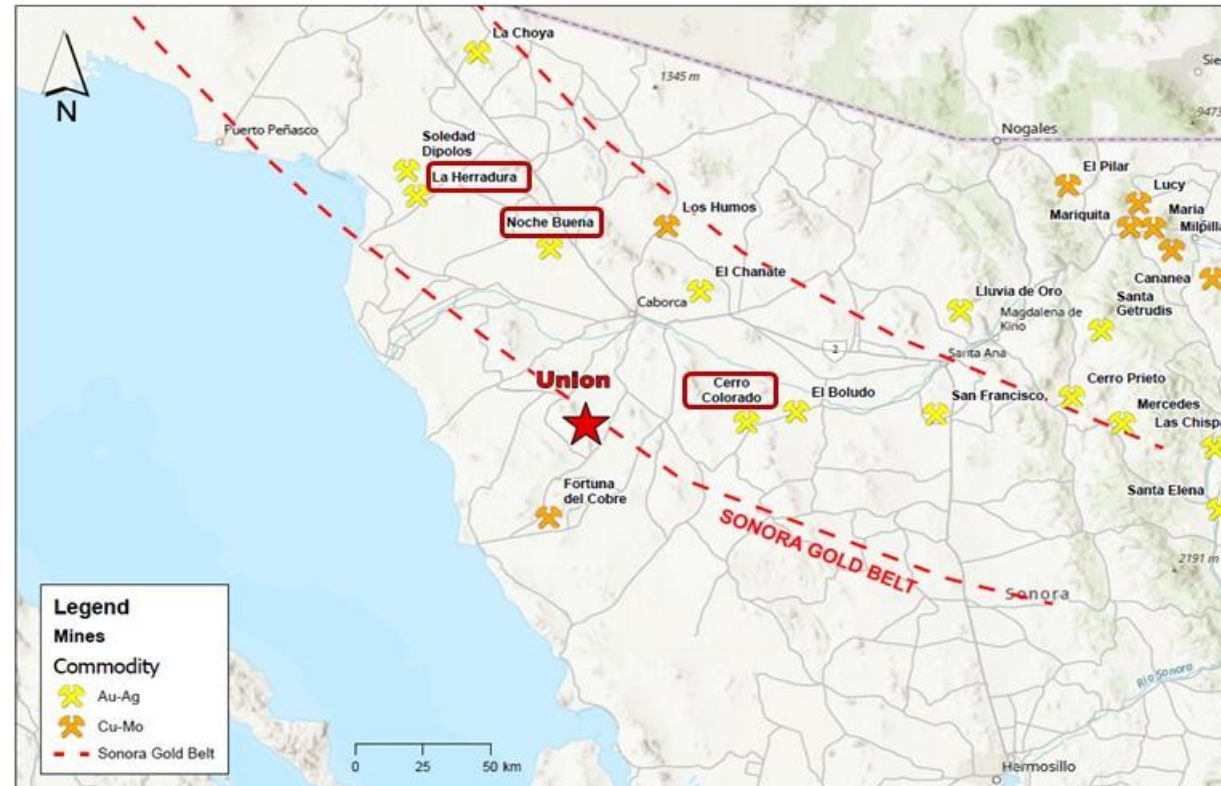 La Choya
1345 m
Sie
9473
N
Puerto Peñasco
Nogales
Soledad
Dipolos
La Herradura
El Pilar
Lucy
Noche Buena
Los Humos
Mariquita
Maria
Milpilla
El Chanate
Cananea
Lluvia de Oro
Santa
Getrudis
Caborca
Magdalena de
Kino
2
Santa Ana
Union
Cerro
Colorado
El Boludo
San Francisco,
Cerro Prieto
Mercedes
Las Chispa
Fortuna
del Cobre
Santa Elena
SONORA GOLD BELT
2191 m
Sonora
Legend
Mines
Commodity
Au-Ag
Cu-Mo
Sonora Gold Belt
Río Sonora
0 25 50 km
Hermosillo